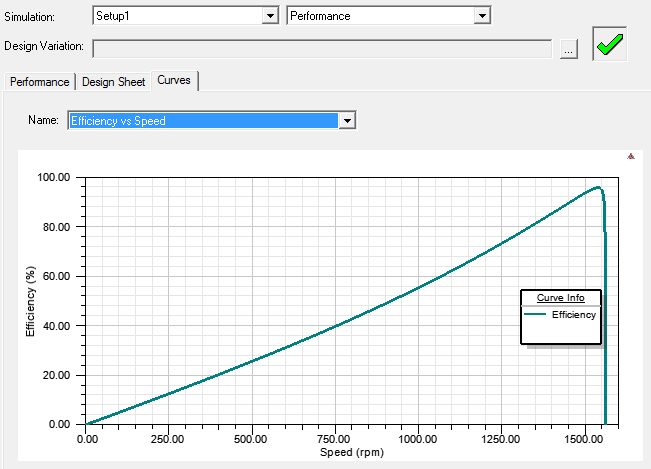 Simulation: Setup1 Performance
Design Variation: ...
Performance Design Sheet Curves
Name: Efficiency vs Speed
100.00
80.00
60.00
40.00
20.00
0.00
Efficiency (%)
Curve Info
Efficiency
0.00 250.00 500.00 750.00 1000.00 1250.00 1500.00
Speed (rpm)